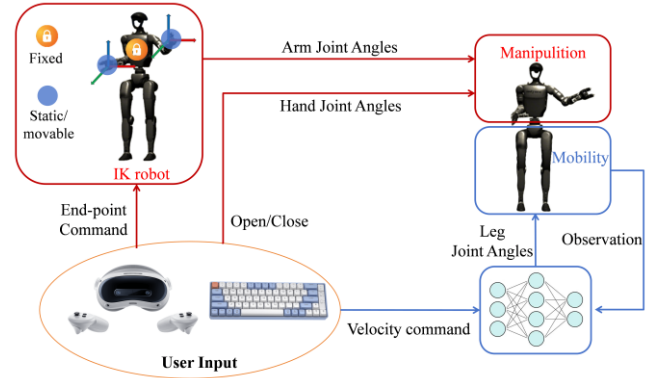 Fixed
Static/
movable
IK robot
Arm Joint Angles
Hand Joint Angles
Manipulition
Mobility
End-point
Command
Open/Close
Leg
Joint Angles
Observation
Velocity command
User Input